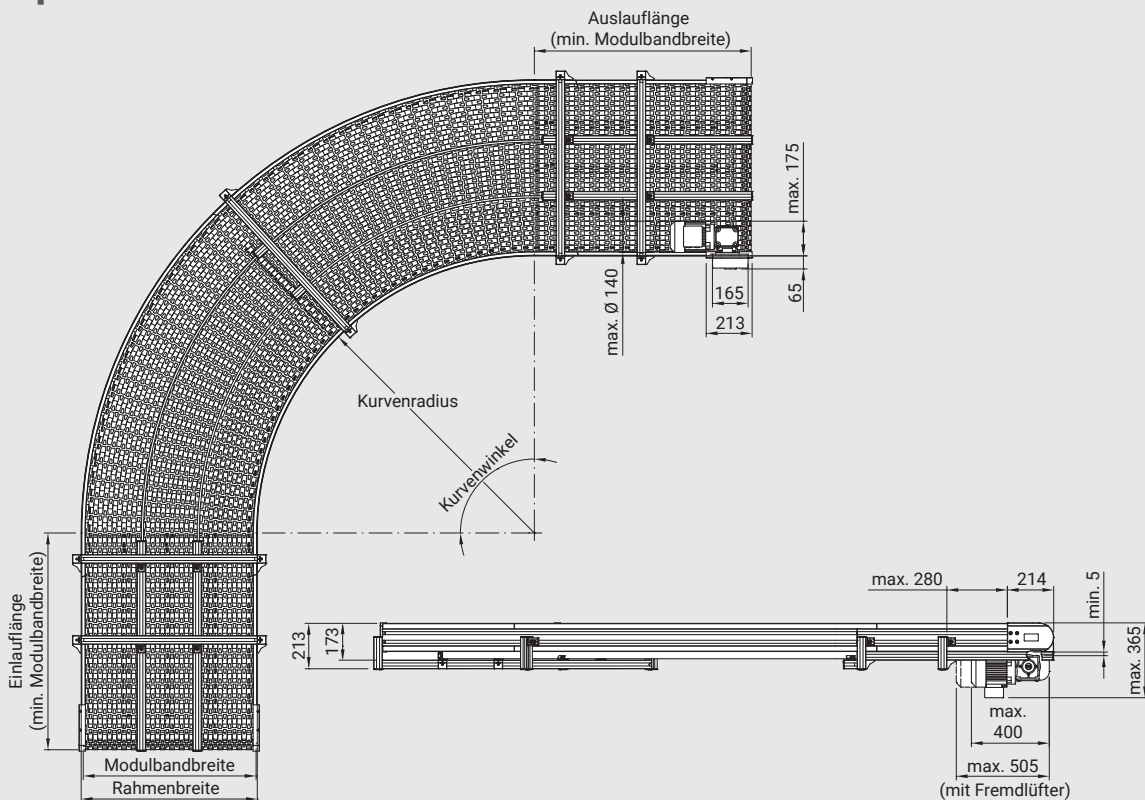 Auslauflänge
(min. Modulbandbreite)
max. 175
65
165
213
max. Ø 140
Kurvenradius
Kurvenwinkel
Einlauflänge
(min. Modulbandbreite)
Modulbandbreite
Rahmenbreite
max. 280
214
min. 5
max. 365
213
173
max.
400
max. 505
(mit Fremdlüfter)